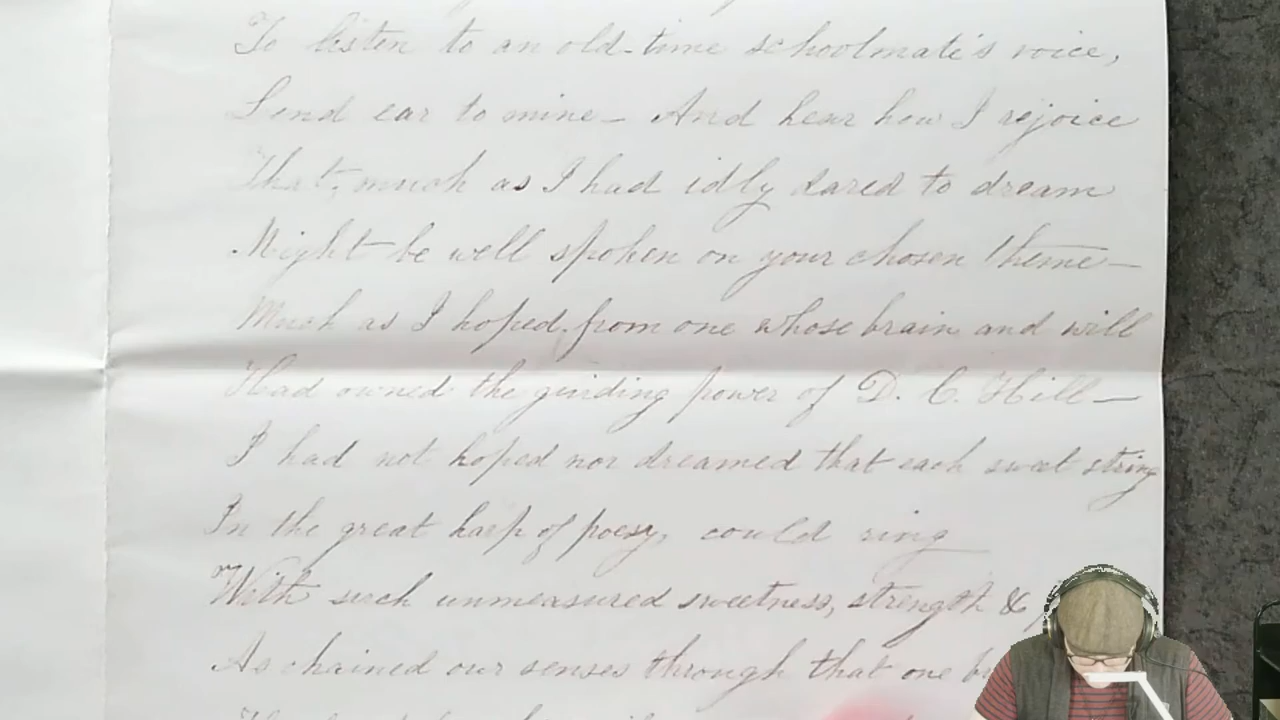 To listen to an old-time schoolmate's voice,
Lend ear to mine— And hear how I rejoice
That, much as I had idly dared to dream
Might be well spoken on your chosen theme—
Much as I hoped, from one whose brain and will
Had owned the guiding power of D. C. Hill—
I had not hoped nor dreamed that each sweet string
In the great harp of poesy, could ring
With such unmeasured sweetness, strength &
As chained our senses through that one